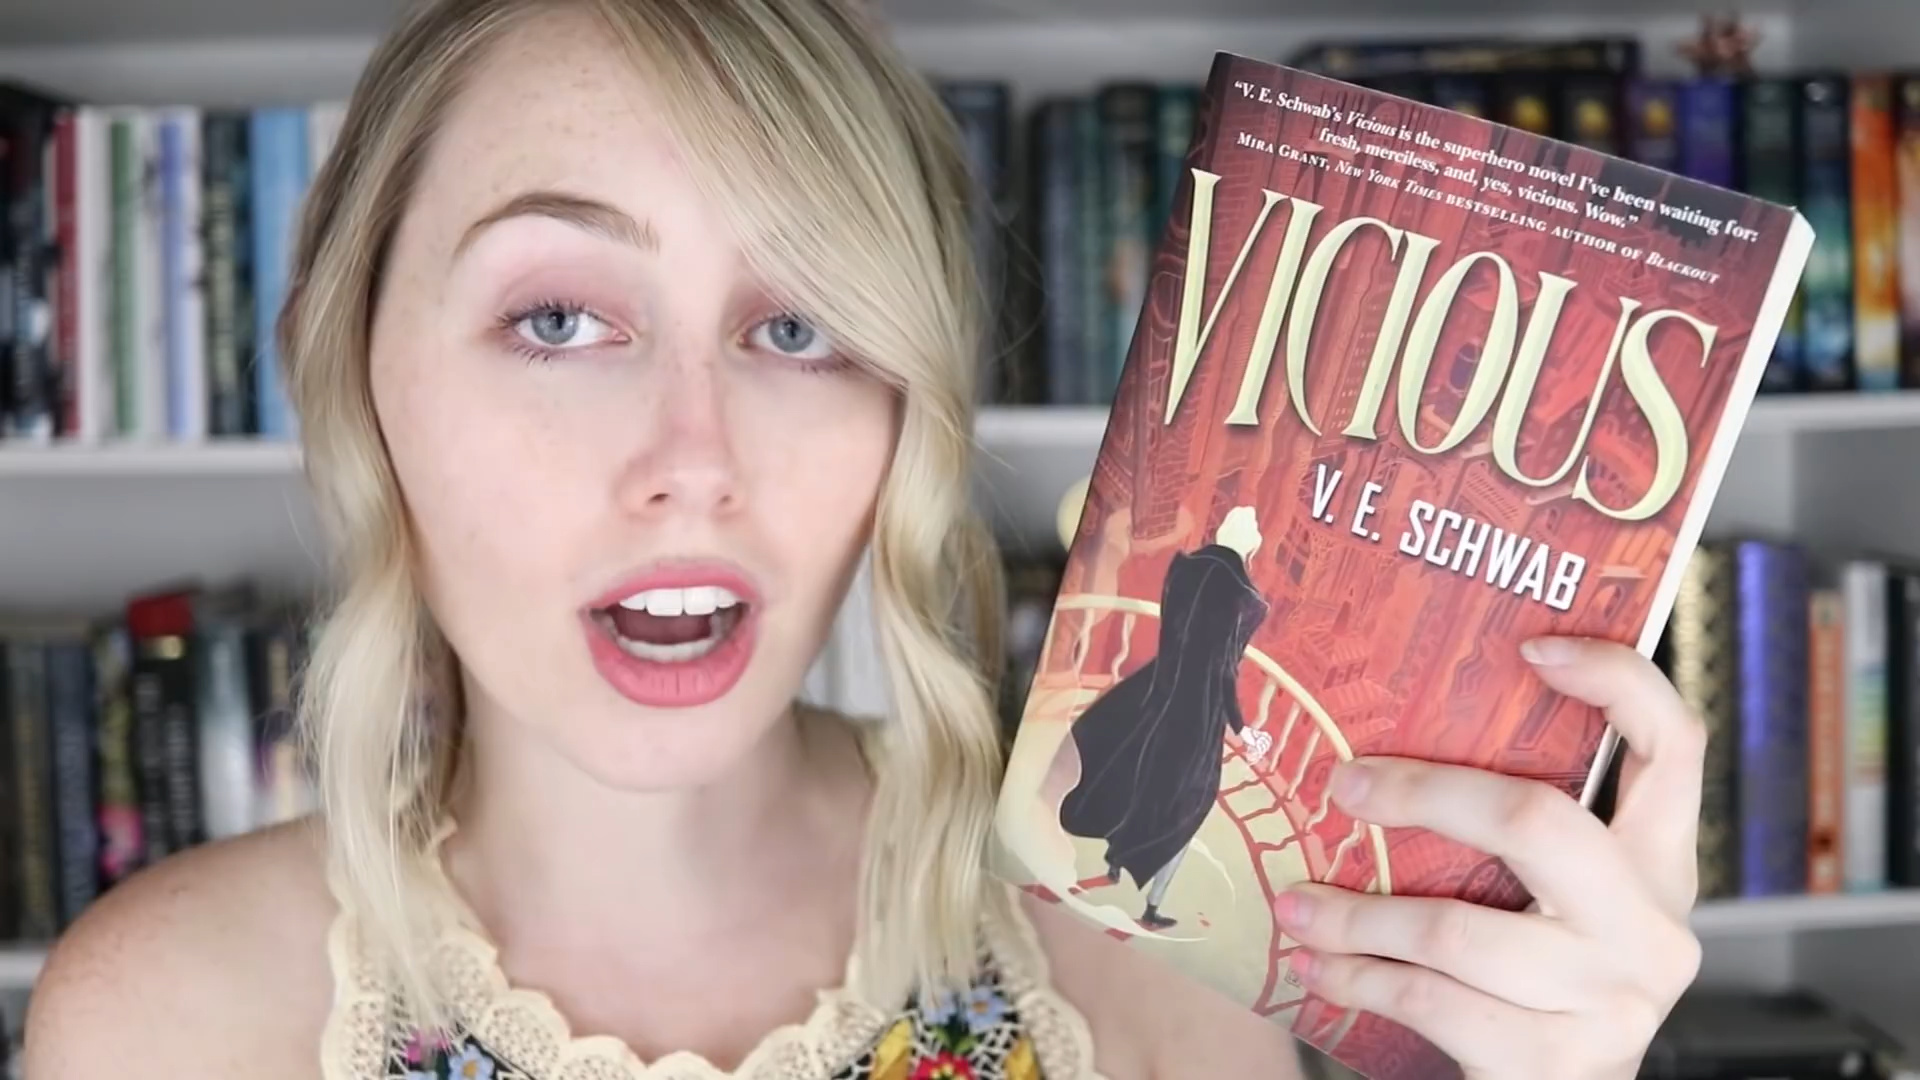 “V. E. Schwab’s Vicious is the superhero novel I’ve been waiting for:
fresh, merciless, and, yes, vicious. Wow.”
MIRA GRANT, NEW YORK TIMES BESTSELLING AUTHOR OF BLACKOUT
VICIOUS
V. E. SCHWAB